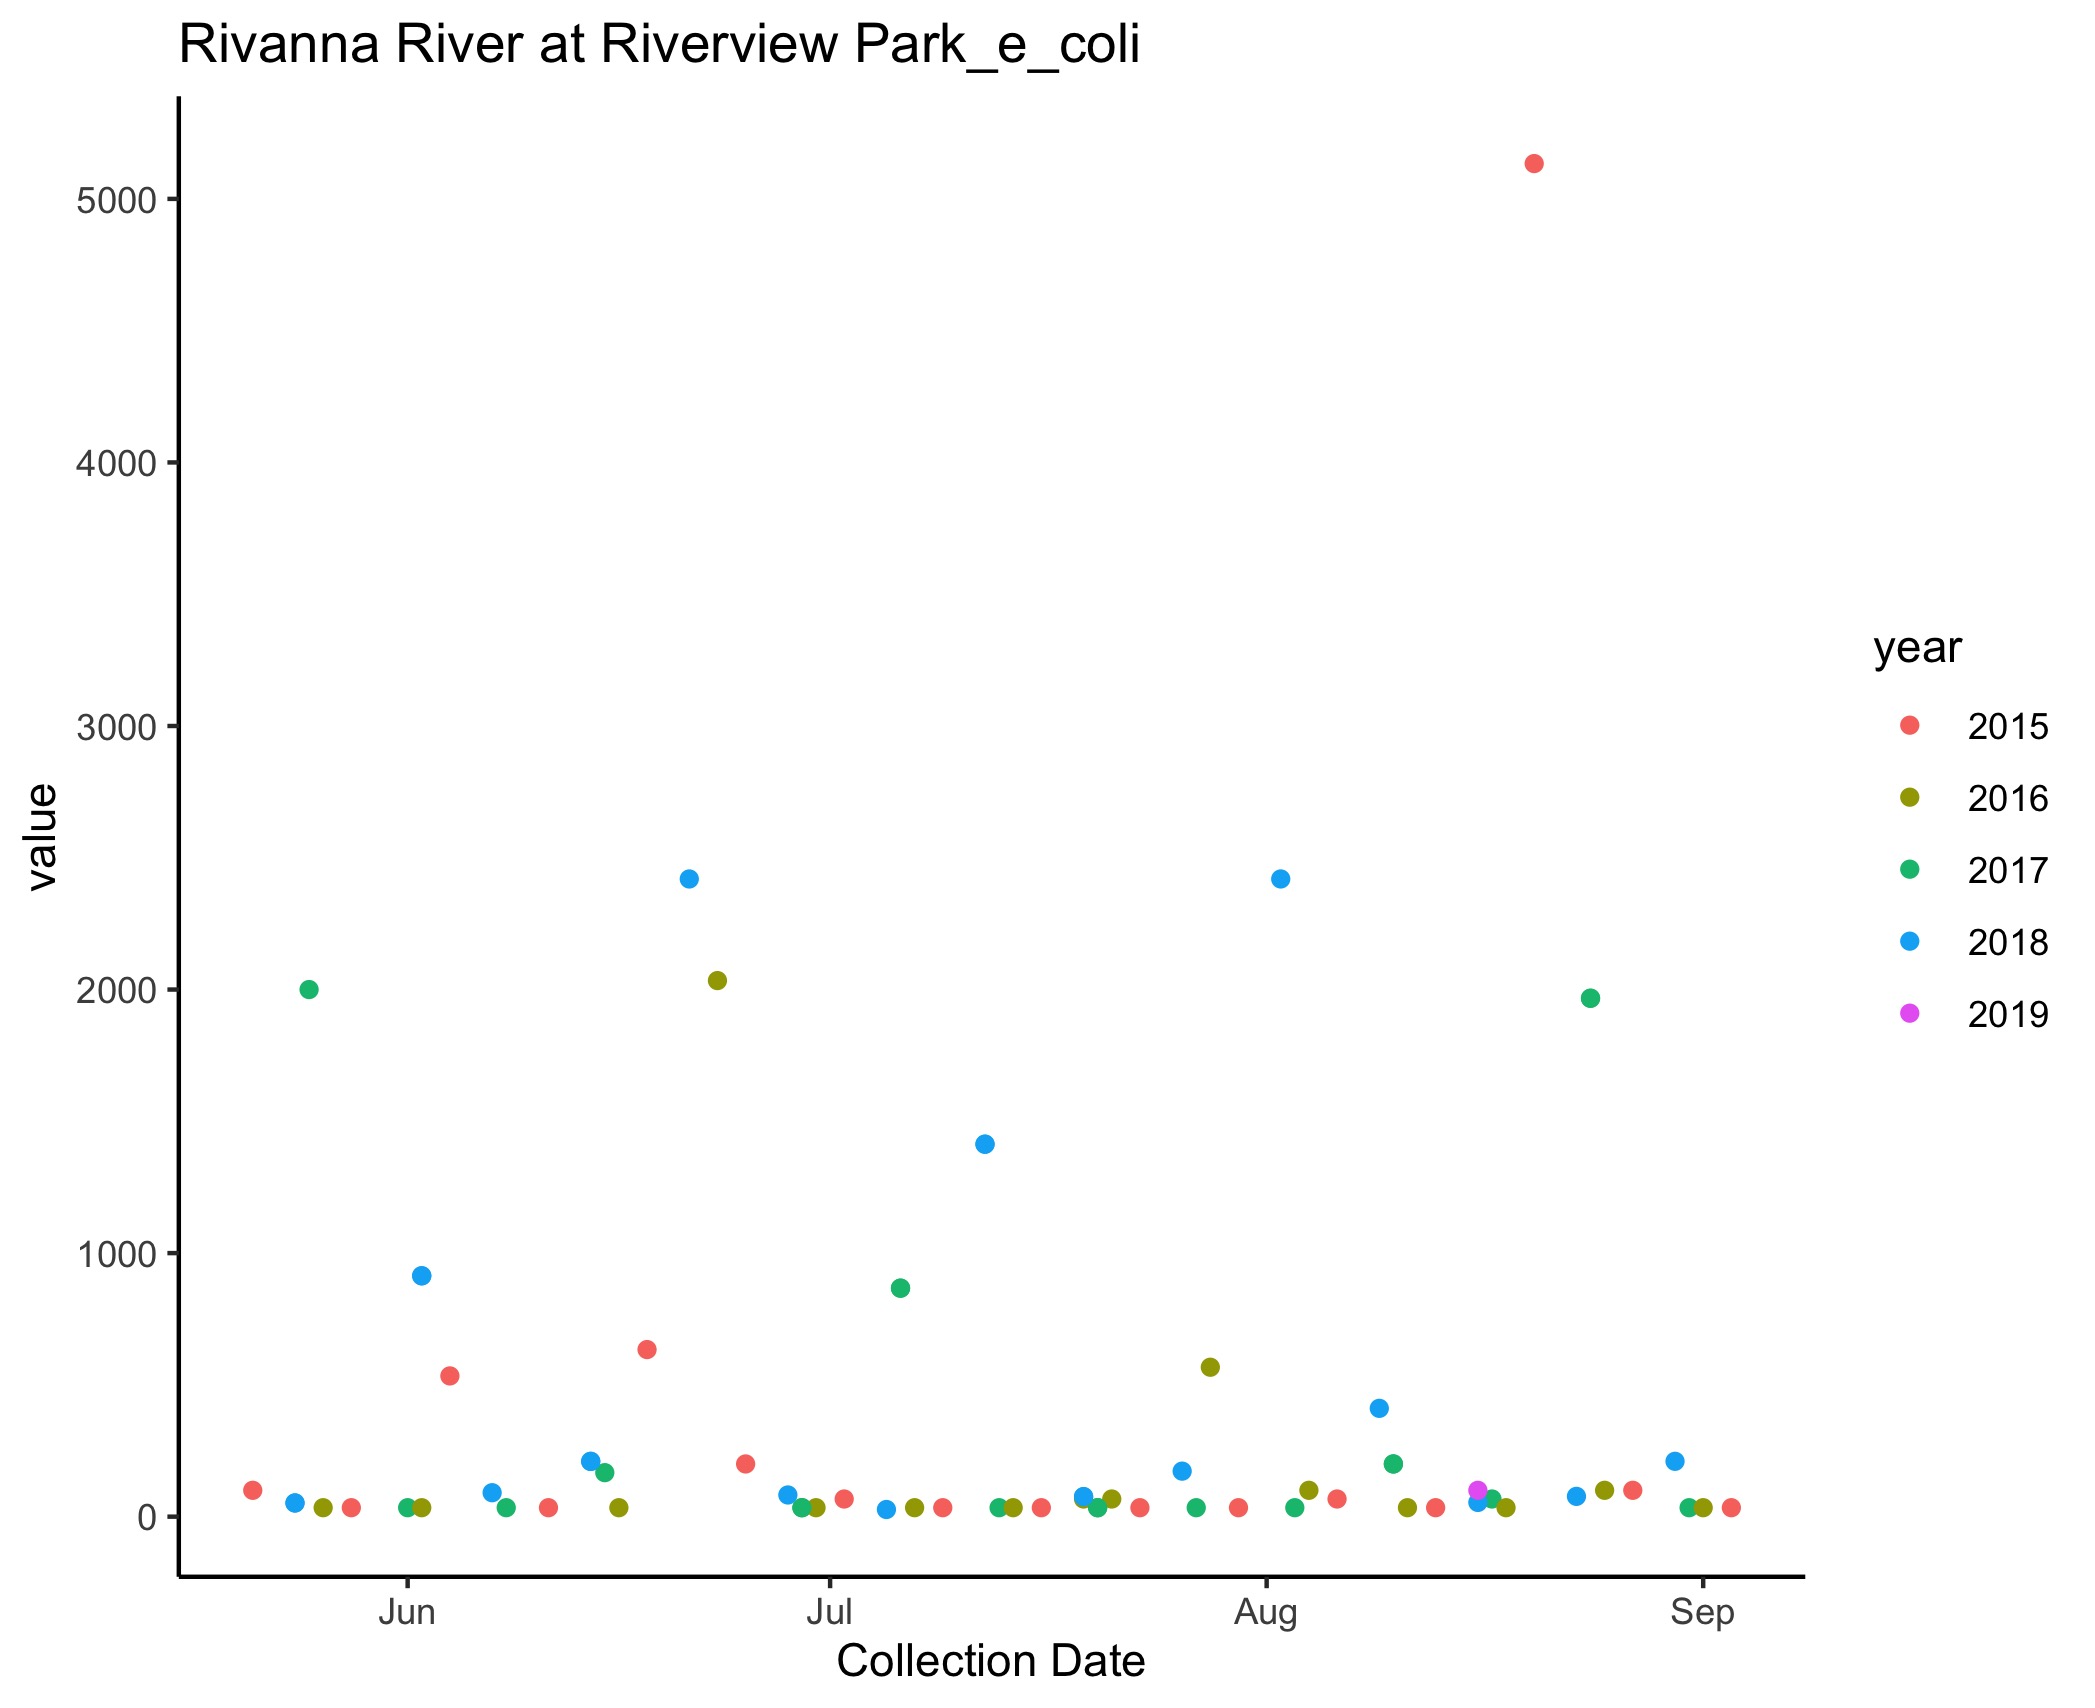 Rivanna River at Riverview Park_e_coli
5000
4000
3000
2000
1000
0
value
Jun
Jul
Aug
Sep
Collection Date
year
2015
2016
2017
2018
2019